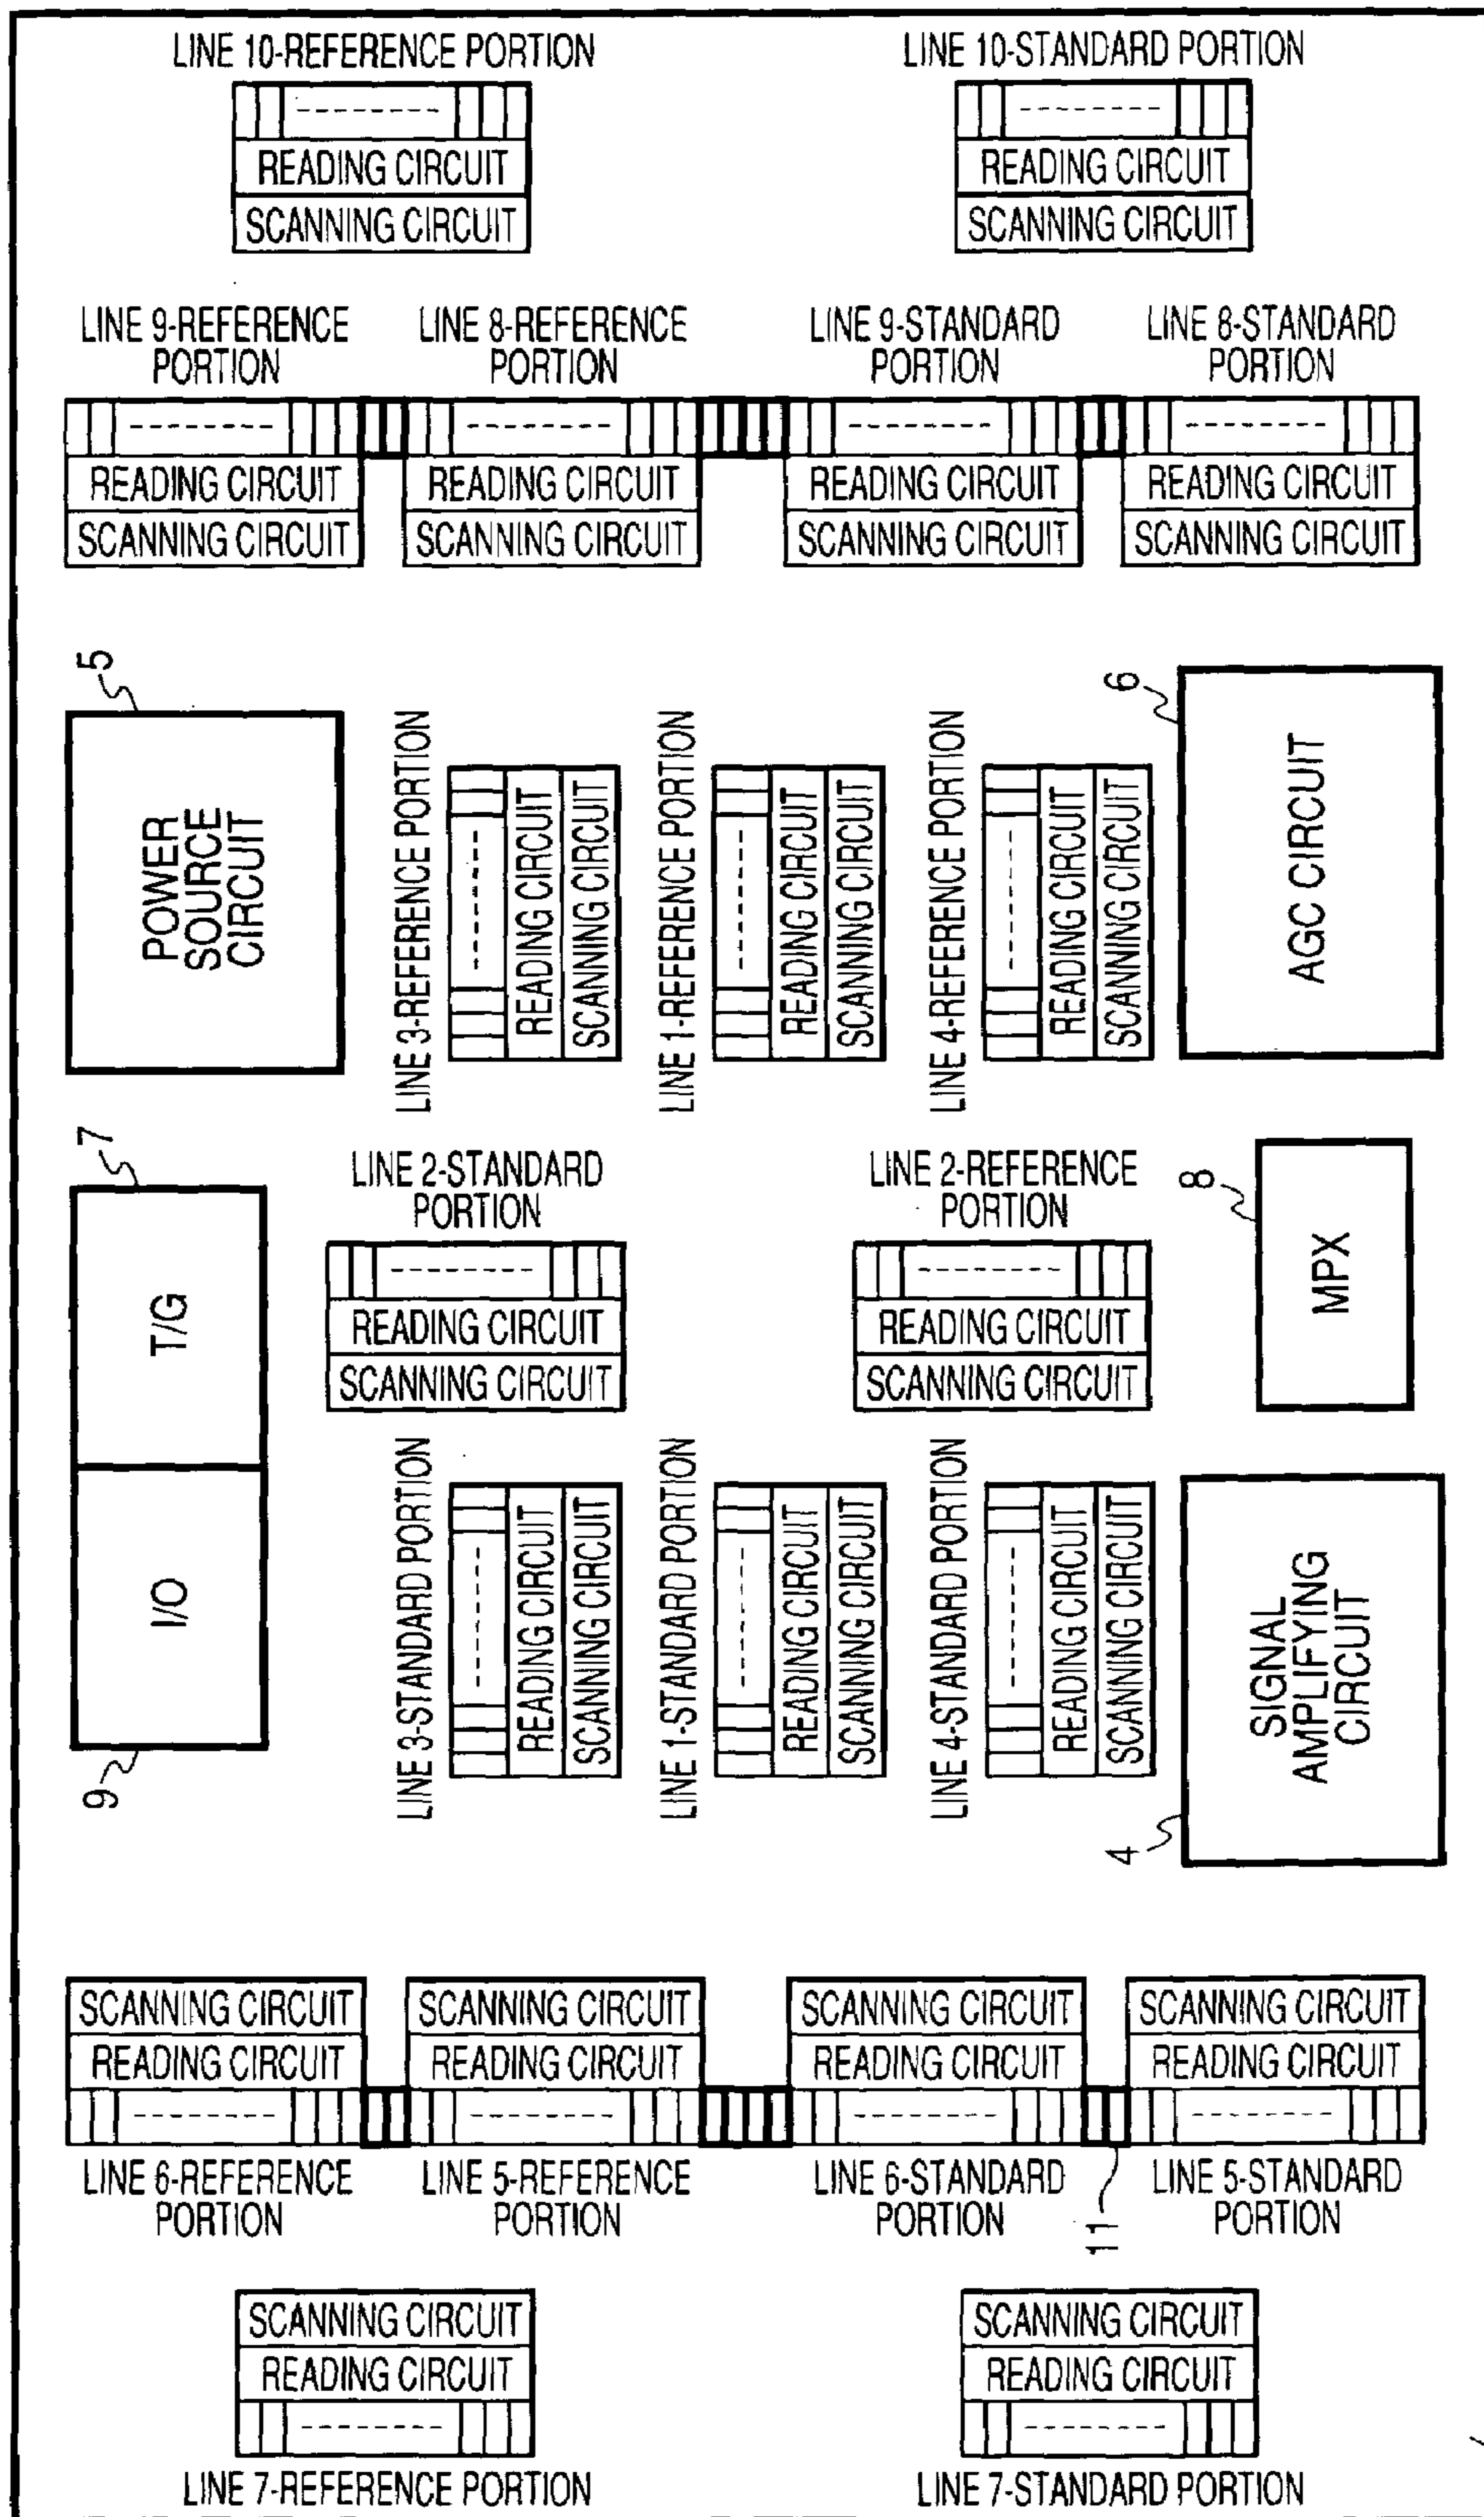 LINE 10-REFERENCE PORTION
READING CIRCUIT
SCANNING CIRCUIT
LINE 10-STANDARD PORTION
READING CIRCUIT
SCANNING CIRCUIT
LINE 9-REFERENCE
PORTION
READING CIRCUIT
SCANNING CIRCUIT
LINE 8-REFERENCE
PORTION
READING CIRCUIT
SCANNING CIRCUIT
LINE 9-STANDARD
PORTION
READING CIRCUIT
SCANNING CIRCUIT
LINE 8-STANDARD
PORTION
READING CIRCUIT
SCANNING CIRCUIT
5
POWER
SOURCE
CIRCUIT
LINE 3-REFERENCE PORTION
READING CIRCUIT
SCANNING CIRCUIT
LINE 1-REFERENCE PORTION
READING CIRCUIT
SCANNING CIRCUIT
LINE 4-REFERENCE PORTION
READING CIRCUIT
SCANNING CIRCUIT
6
AGC CIRCUIT
7
T/G
LINE 2-STANDARD
PORTION
READING CIRCUIT
SCANNING CIRCUIT
LINE 2-REFERENCE
PORTION
READING CIRCUIT
SCANNING CIRCUIT
8
MPX
I/O
9
LINE 3-STANDARD PORTION
READING CIRCUIT
SCANNING CIRCUIT
LINE 1-STANDARD PORTION
READING CIRCUIT
SCANNING CIRCUIT
LINE 4-STANDARD PORTION
READING CIRCUIT
SCANNING CIRCUIT
SIGNAL
AMPLIFYING
CIRCUIT
4
SCANNING CIRCUIT
READING CIRCUIT
LINE 6-REFERENCE
PORTION
SCANNING CIRCUIT
READING CIRCUIT
LINE 5-REFERENCE
PORTION
SCANNING CIRCUIT
READING CIRCUIT
LINE 6-STANDARD
PORTION
11
SCANNING CIRCUIT
READING CIRCUIT
LINE 5-STANDARD
PORTION
SCANNING CIRCUIT
READING CIRCUIT
LINE 7-REFERENCE PORTION
SCANNING CIRCUIT
READING CIRCUIT
LINE 7-STANDARD PORTION